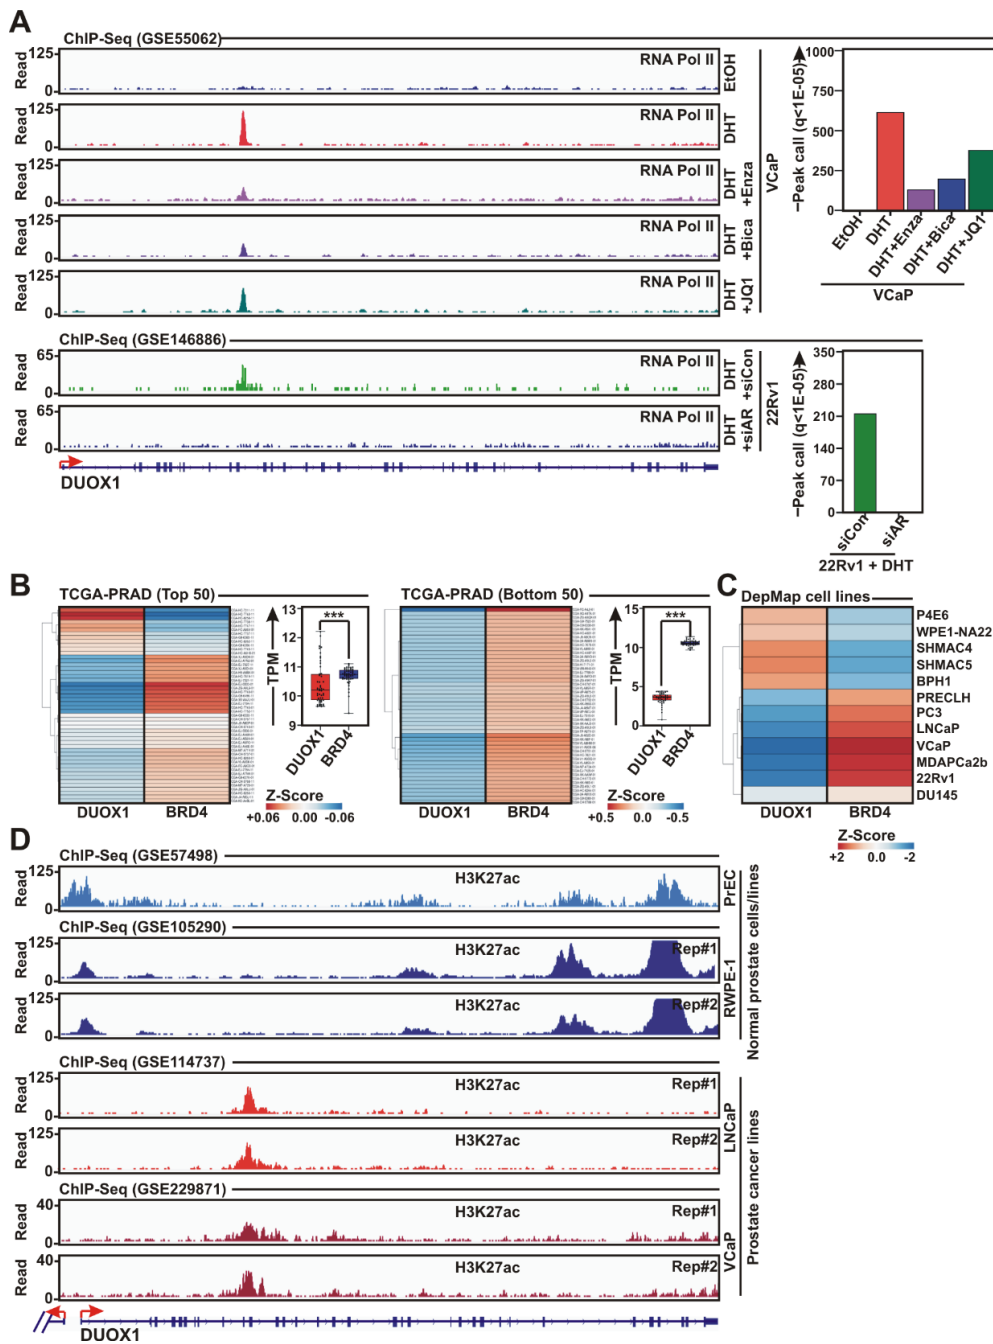 A
ChIP-Seq (GSE55062)
Read 125 0 RNA Pol II EtOH
Read 125 0 RNA Pol II DHT
Read 125 0 RNA Pol II DHT +Enza
Read 125 0 RNA Pol II DHT +Bica
Read 125 0 RNA Pol II DHT +JQ1
VCaP
−Peak call (q<1E-05)
1000
750
500
250
0
EtOH DHT DHT+Enza DHT+Bica DHT+JQ1
VCaP
ChIP-Seq (GSE146886)
Read 65 0 RNA Pol II DHT +siCon
Read 65 0 RNA Pol II DHT +siAR
22Rv1
DUOX1
−Peak call (q<1E-05)
350
280
210
140
70
0
siCon siAR
22Rv1 + DHT
B
TCGA-PRAD (Top 50)
DUOX1 BRD4
TPM
13
12
11
10
9
***
DUOX1 BRD4
Z-Score
+0.06 0.00 -0.06
TCGA-PRAD (Bottom 50)
DUOX1 BRD4
TPM
15
10
5
0
***
DUOX1 BRD4
Z-Score
+0.5 0.0 -0.5
C
DepMap cell lines
P4E6
WPE1-NA22
SHMAC4
SHMAC5
BPH1
PRECLH
PC3
LNCaP
VCaP
MDAPCa2b
22Rv1
DU145
DUOX1 BRD4
Z-Score
+2 0.0 -2
D
ChIP-Seq (GSE57498)
Read 125 0 H3K27ac PrEC
ChIP-Seq (GSE105290)
Read 125 0 H3K27ac Rep#1
Read 125 0 H3K27ac Rep#2
RWPE-1
Normal prostate cells/lines
ChIP-Seq (GSE114737)
Read 125 0 H3K27ac Rep#1
Read 125 0 H3K27ac Rep#2
LNCaP
ChIP-Seq (GSE229871)
Read 40 0 H3K27ac Rep#1
Read 40 0 H3K27ac Rep#2
VCaP
Prostate cancer lines
DUOX1